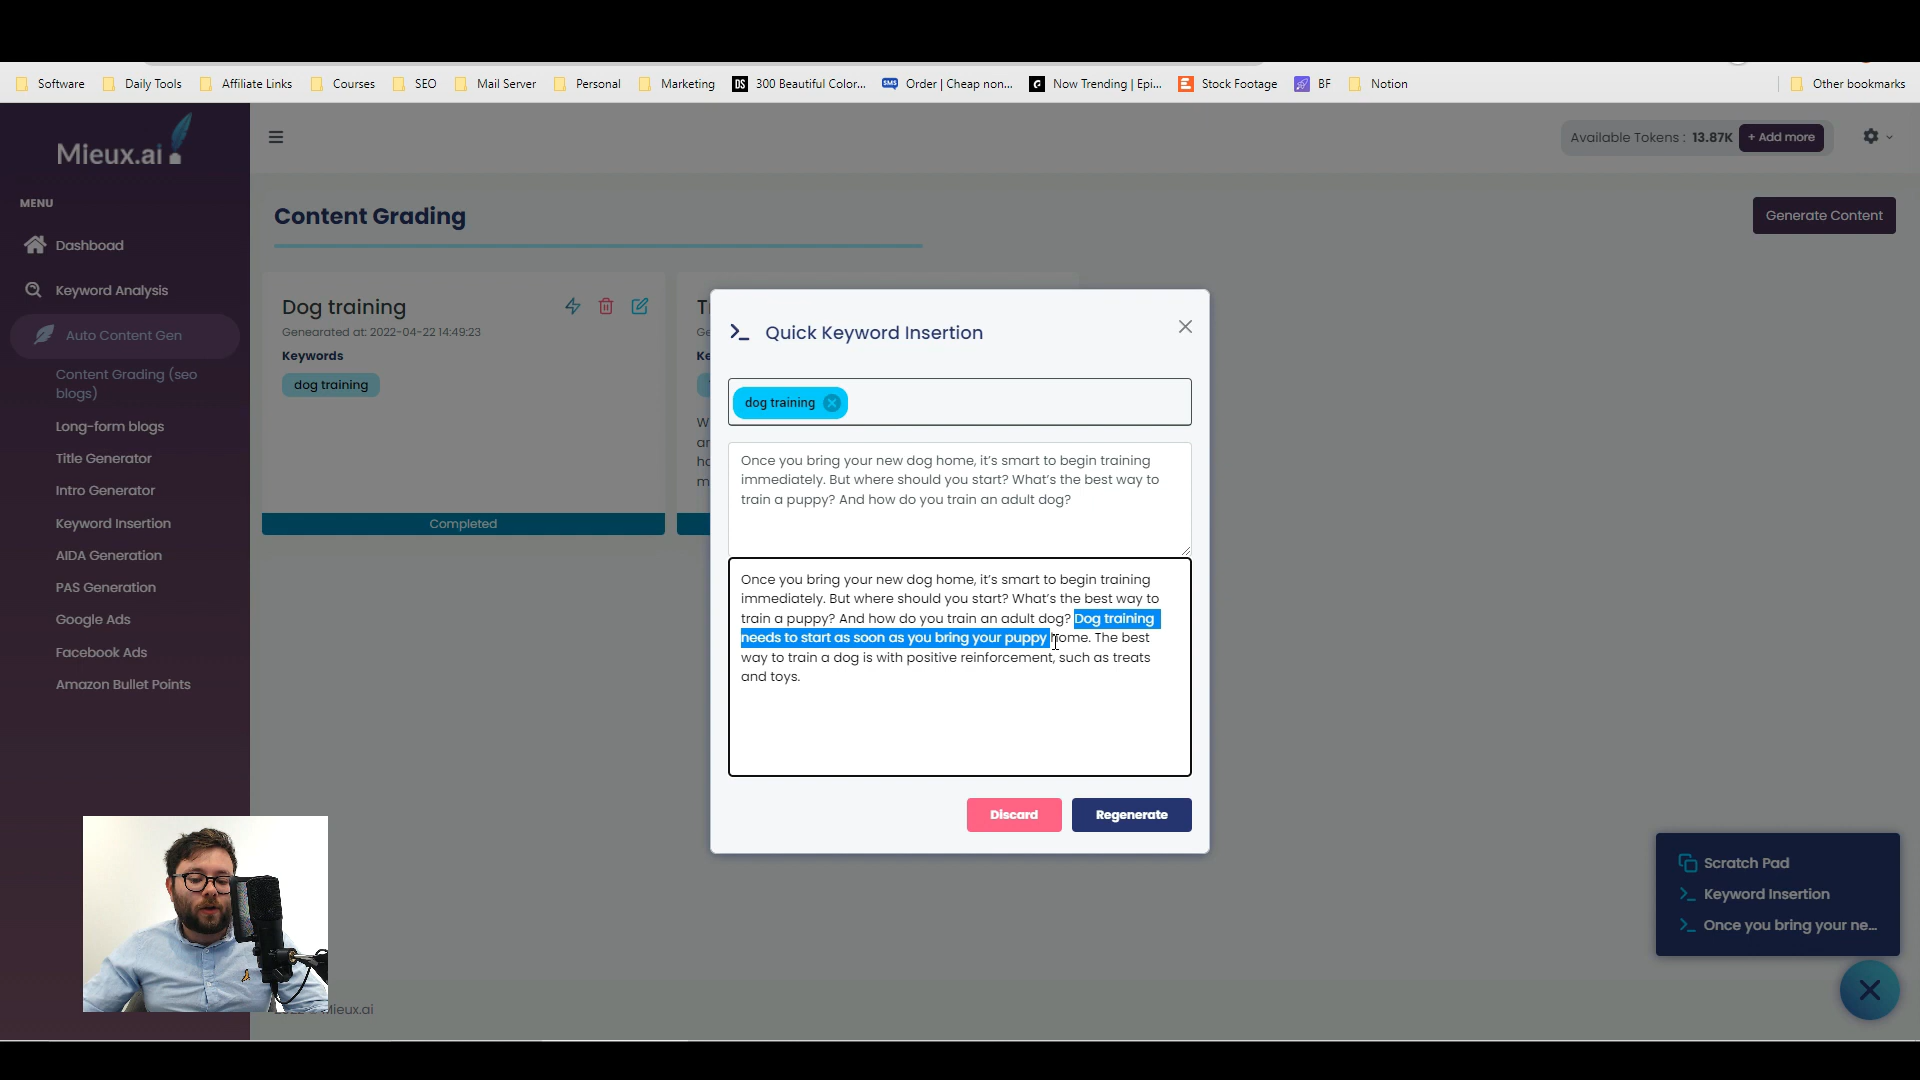 Software Daily Tools Affiliate Links Courses SEO Mail Server Personal Marketing DS 300 Beautiful Color... SMS Order | Cheap non... Now Trending | Epi... Stock Footage BF Notion Other bookmarks
Mieux.ai
Available Tokens : 13.87K + Add more
MENU
Dashboad
Keyword Analysis
Auto Content Gen
Content Grading (seo
blogs)
Long-form blogs
Title Generator
Intro Generator
Keyword Insertion
AIDA Generation
PAS Generation
Google Ads
Facebook Ads
Amazon Bullet Points
Content Grading
Generate Content
Dog training
Genearated at: 2022-04-22 14:49:23
Keywords
dog training
Completed
Quick Keyword Insertion
dog training
Once you bring your new dog home, it's smart to begin training
immediately. But where should you start? What's the best way to
train a puppy? And how do you train an adult dog?
Once you bring your new dog home, it's smart to begin training
immediately. But where should you start? What's the best way to
train a puppy? And how do you train an adult dog? Dog training
needs to start as soon as you bring your puppy home. The best
way to train a dog is with positive reinforcement, such as treats
and toys.
Discard Regenerate
Scratch Pad
Keyword Insertion
Once you bring your ne...
Mieux.ai